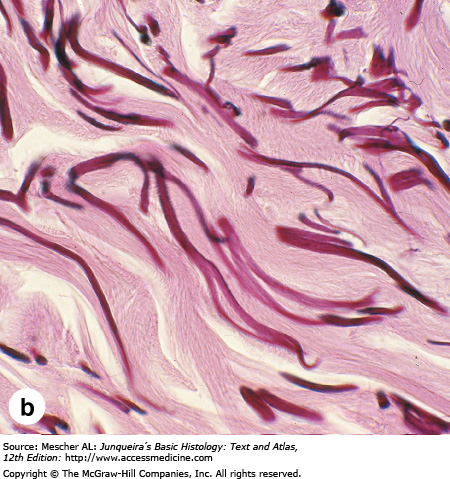 b
Source: Mescher AL: Junqueira´s Basic Histology: Text and Atlas,
12th Edition: http://www.accessmedicine.com
Copyright © The McGraw-Hill Companies, Inc. All rights reserved.